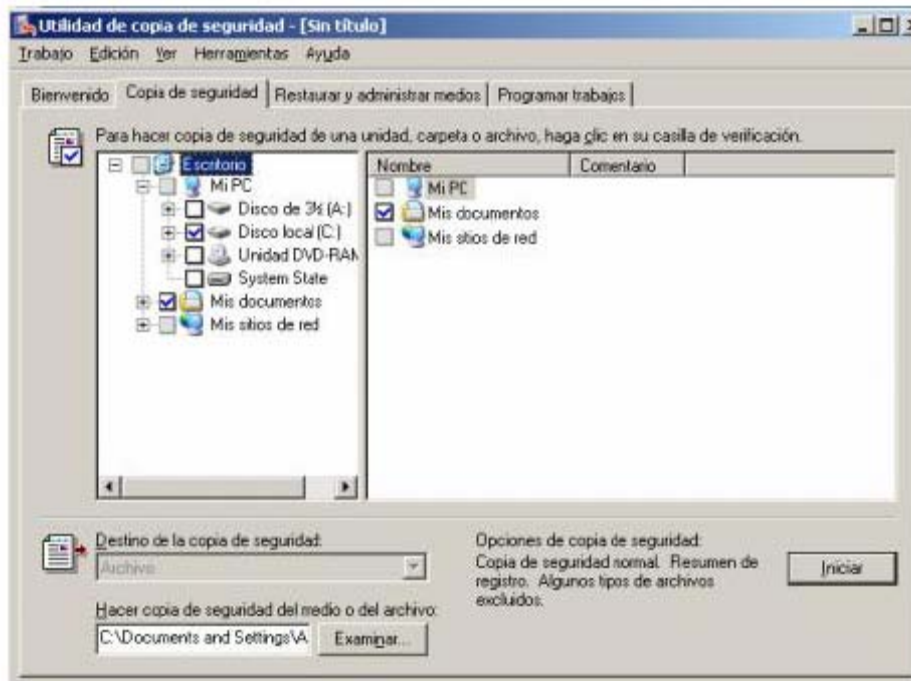 Utilidad de copia de seguridad - [Sin título]
Trabajo Edición Ver Herramientas Ayuda
Bienvenido Copia de seguridad Restaurar y administrar medios Programar trabajos
Para hacer copia de seguridad de una unidad, carpeta o archivo, haga clic en su casilla de verificación.
Escritorio
Mi PC
Disco de 3½ (A:)
Disco local (C:)
Unidad DVD-RAM
System State
Mis documentos
Mis sitios de red
Nombre Comentario
Mi PC
Mis documentos
Mis sitios de red
Destino de la copia de seguridad:
Archivo
Hacer copia de seguridad del medio o del archivo:
C:\Documents and Settings\A
Examinar...
Opciones de copia de seguridad:
Copia de seguridad normal. Resumen de
registro. Algunos tipos de archivos
excluidos.
Iniciar